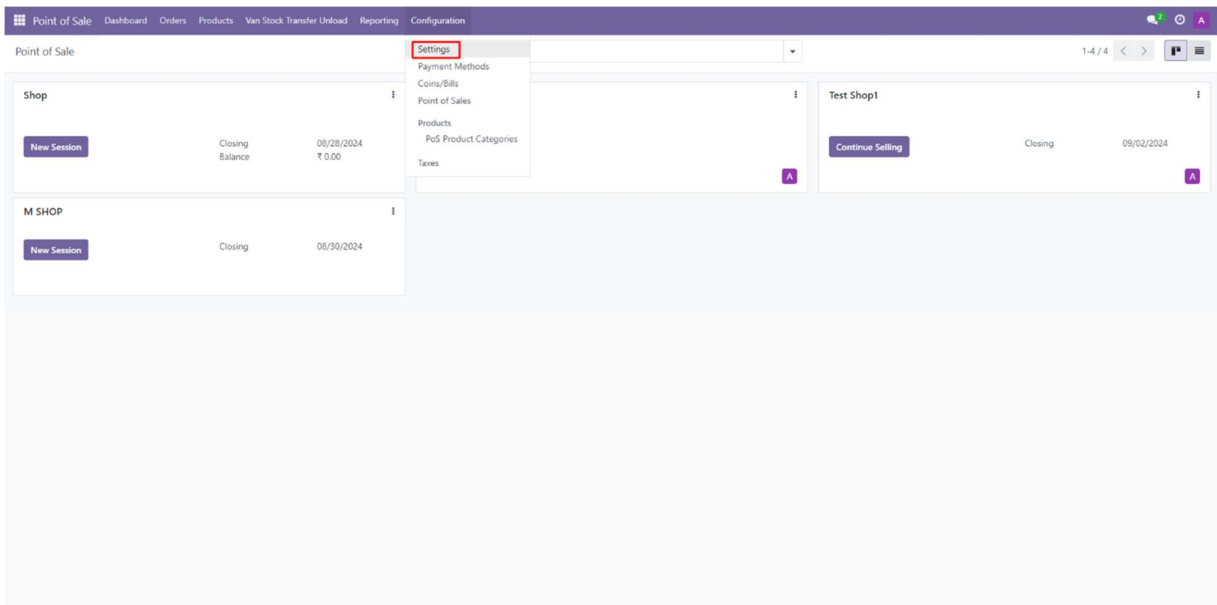 Point of Sale Dashboard Orders Products Van Stock Transfer Unload Reporting Configuration 2 A
Point of Sale
1-4 / 4
Settings
Payment Methods
Coins/Bills
Point of Sales
Products
PoS Product Categories
Taxes
Shop
New Session
Closing 08/28/2024
Balance ₹ 0.00
A
Test Shop1
Continue Selling
Closing 09/02/2024
A
M SHOP
New Session
Closing 08/30/2024